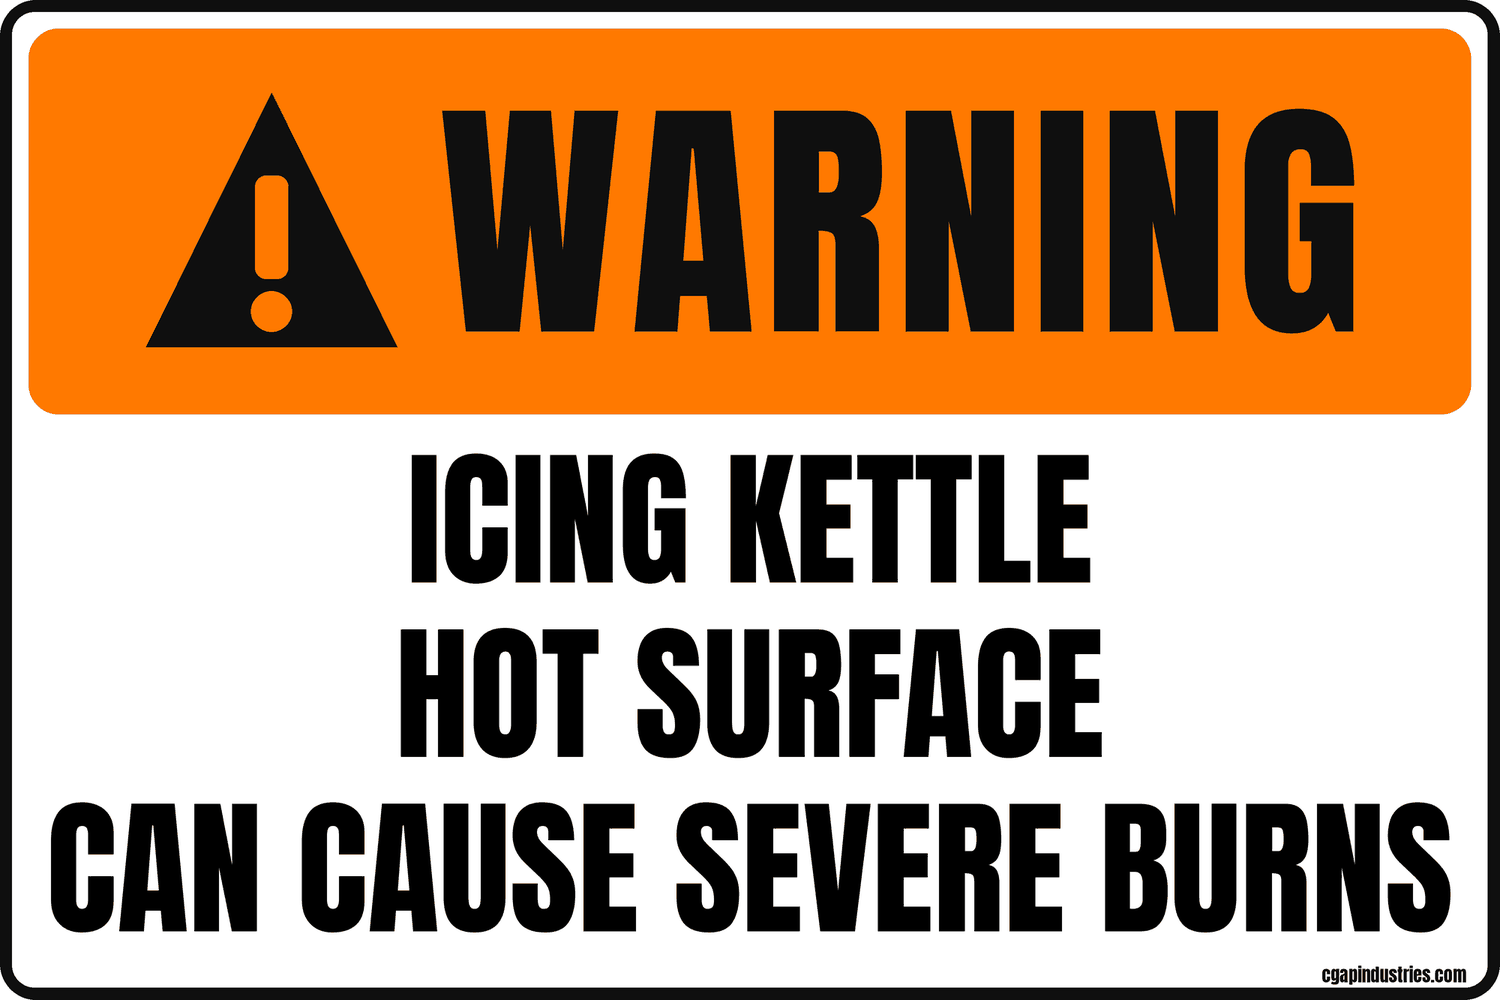 WARNING
ICING KETTLE
HOT SURFACE
CAN CAUSE SEVERE BURNS
cgapindustries.com